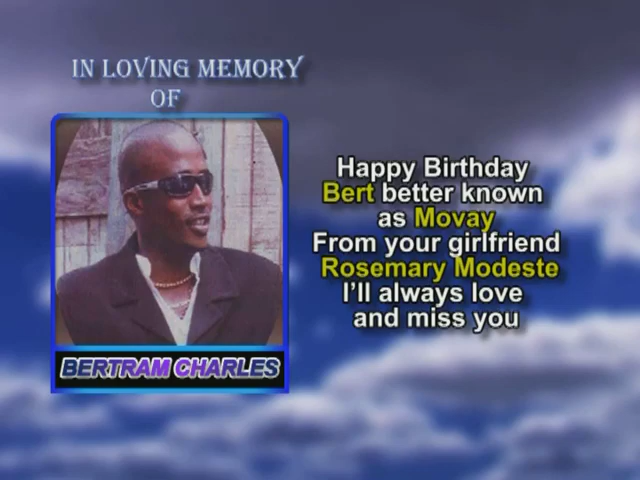 IN LOVING MEMORY
OF
BERTRAM CHARLES
Happy Birthday
Bert better known
as Movay
From your girlfriend
Rosemary Modeste
I'll always love
and miss you